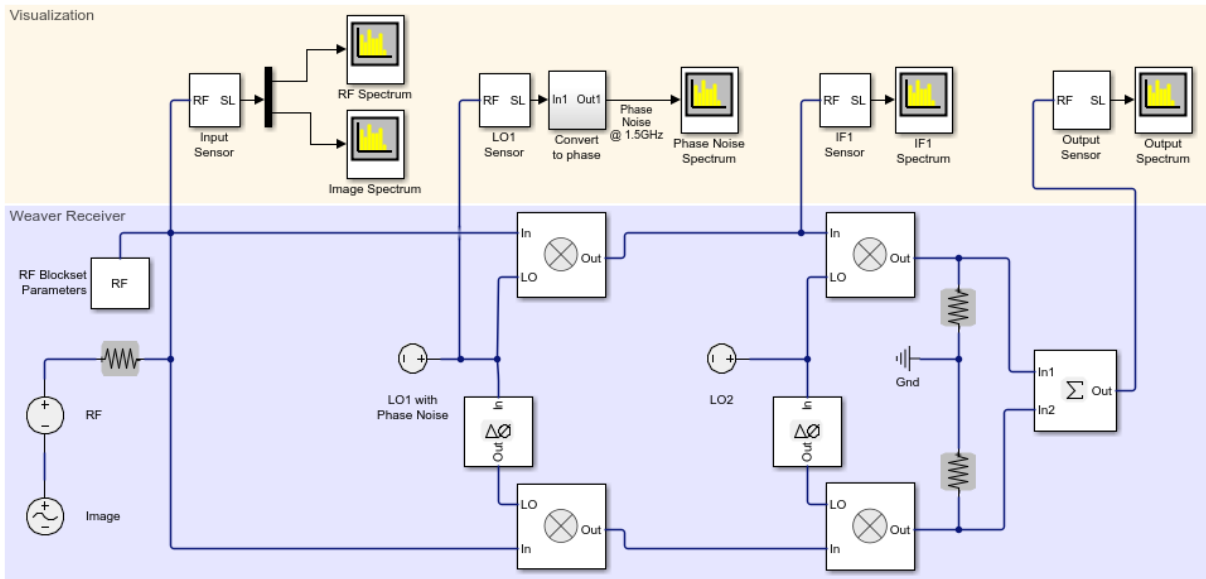 Visualization
RF SL
Input
Sensor
RF Spectrum
Image Spectrum
RF SL
LO1
Sensor
In1 Out1
Convert
to phase
Phase
Noise
@ 1.5GHz
Phase Noise
Spectrum
RF SL
IF1
Sensor
IF1
Spectrum
RF SL
Output
Sensor
Output
Spectrum
Weaver Receiver
RF Blockset
Parameters
RF
RF
Image
In
LO
Out
LO1 with
Phase Noise
In
ΔØ
Out
LO
In
Out
In
LO
Out
LO2
In
ΔØ
Out
LO
In
Out
Gnd
In1
In2
Σ
Out